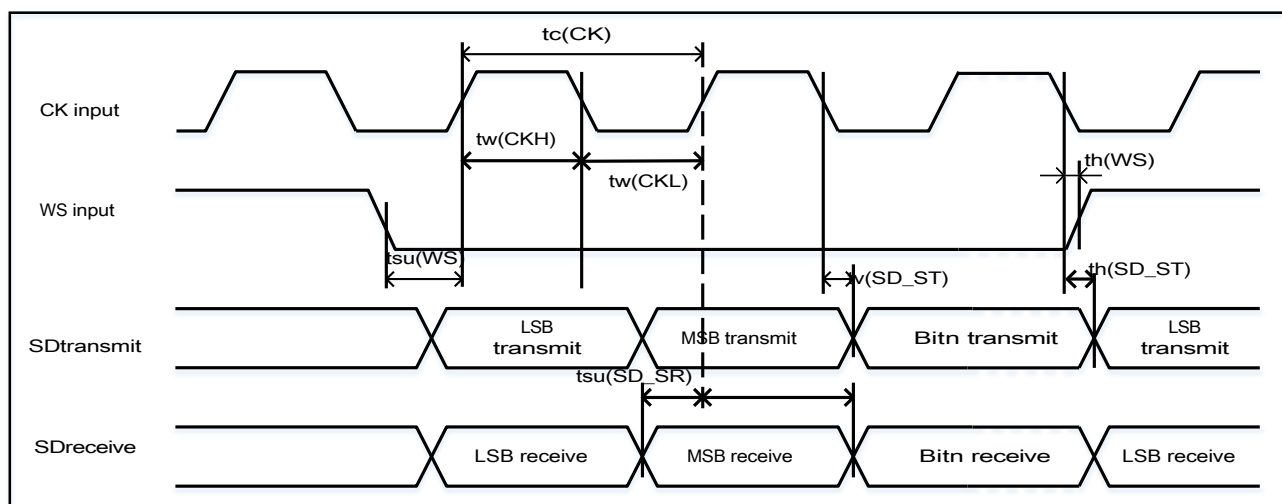 tc(CK)
CK input
tw(CKH)
tw(CKL)
th(WS)
WS input
tsu(WS)
tv(SD_ST)
th(SD_ST)
SDtransmit
LSB
transmit
MSB transmit
Bitn transmit
LSB
transmit
tsu(SD_SR)
SDreceive
LSB receive
MSB receive
Bitn receive
LSB receive